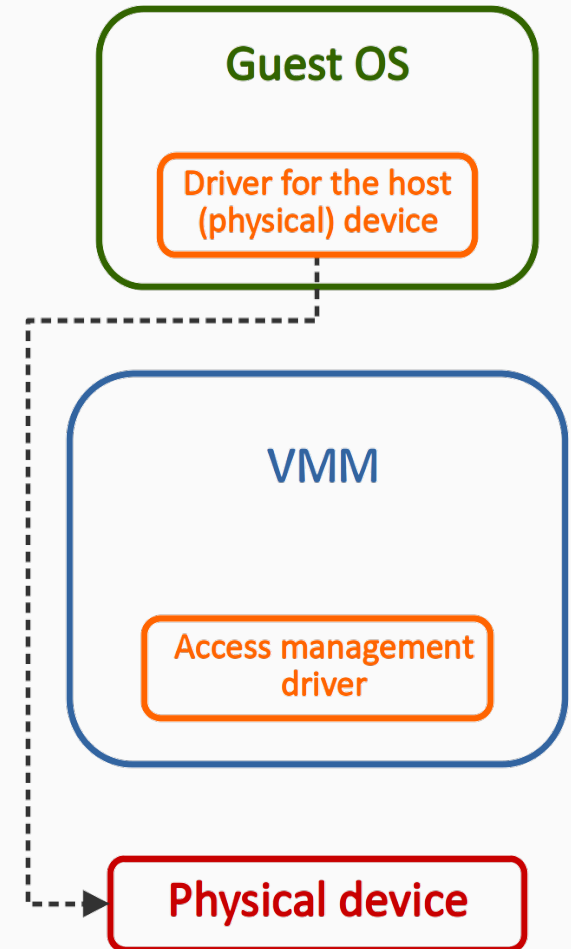 Guest OS
Driver for the host
(physical) device
VMM
Access management
driver
Physical device